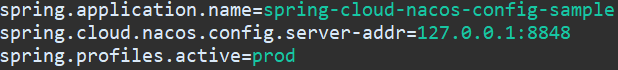 spring.application.name=spring-cloud-nacos-config-sample
spring.cloud.nacos.config.server-addr=127.0.0.1:8848
spring.profiles.active=prod